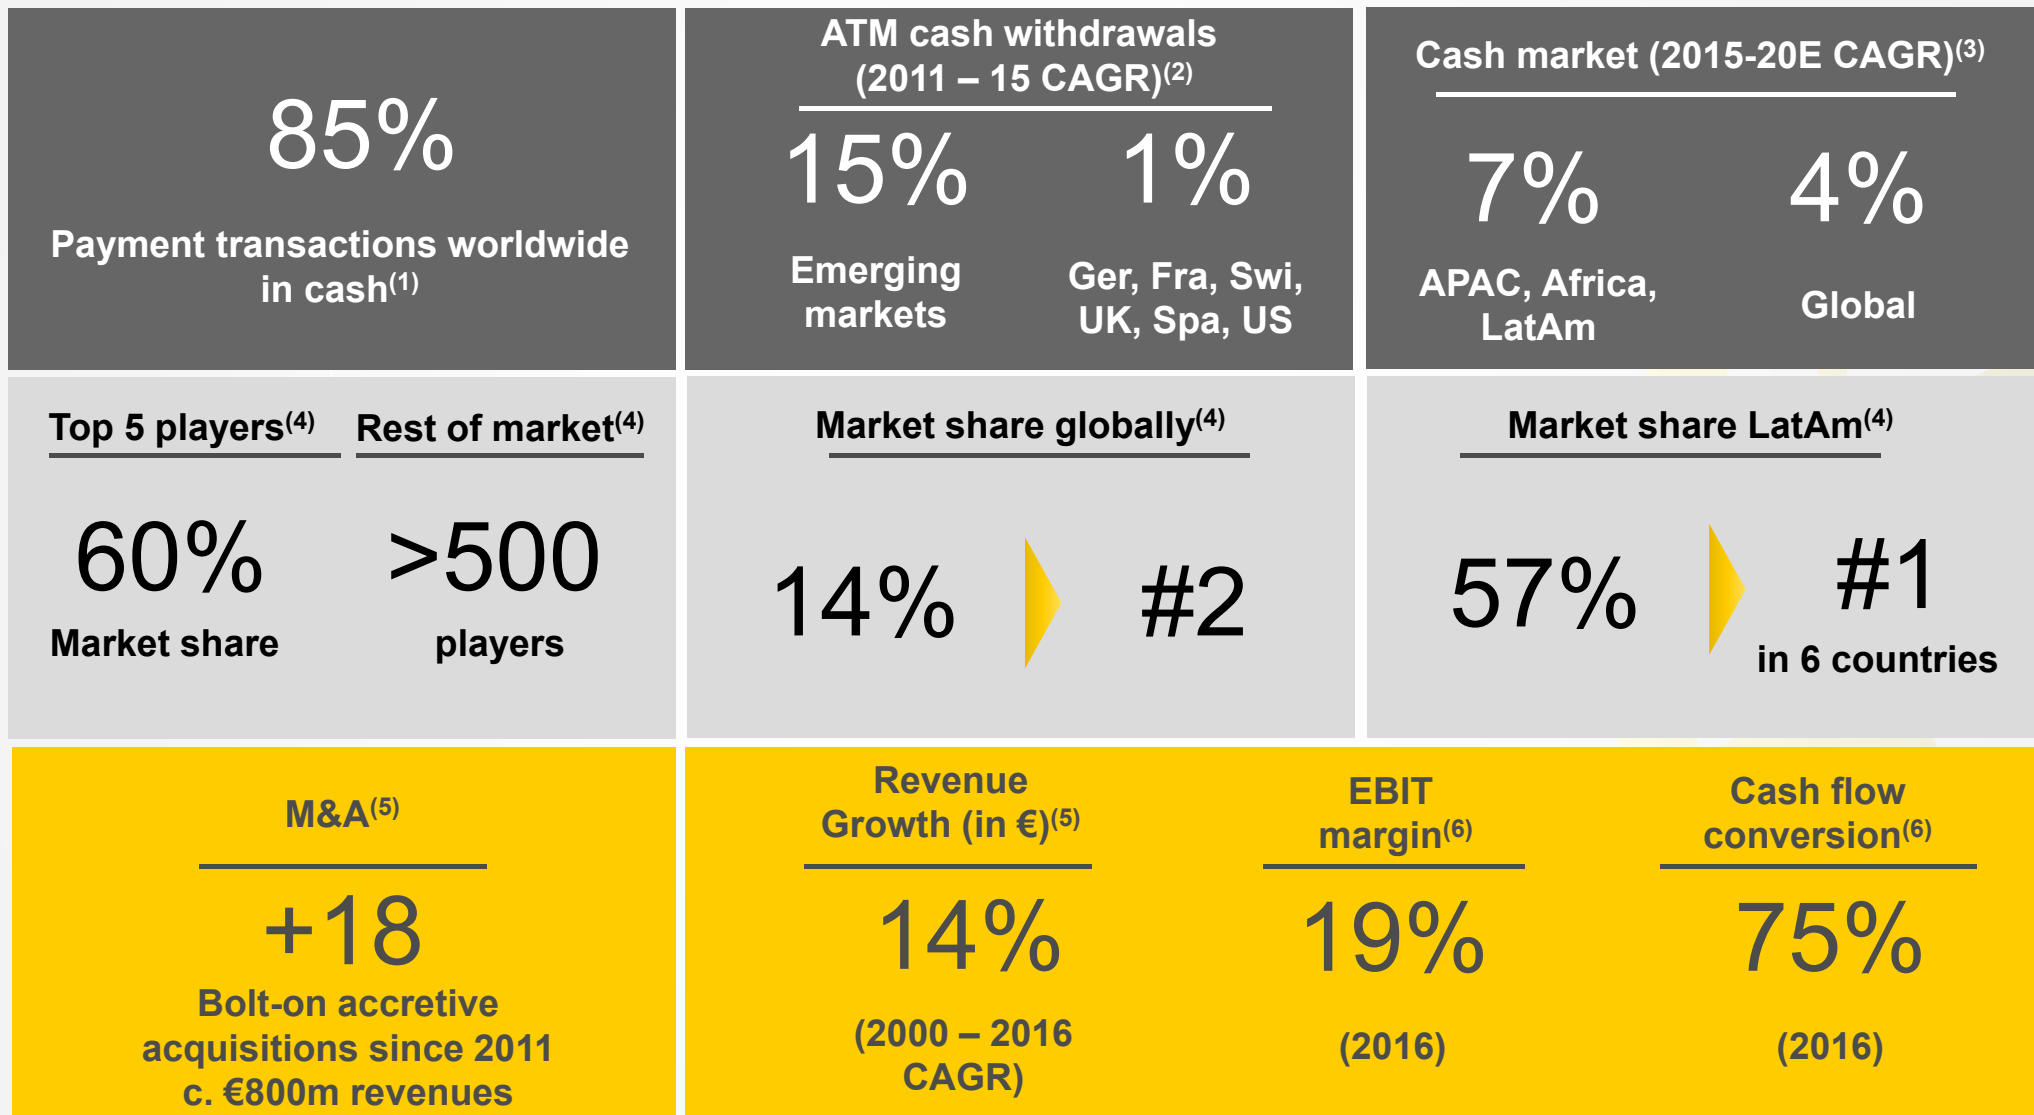 85%
Payment transactions worldwide
in cash(1)
ATM cash withdrawals
(2011 – 15 CAGR)(2)
15%
Emerging
markets
1%
Ger, Fra, Swi,
UK, Spa, US
Cash market (2015-20E CAGR)(3)
7%
APAC, Africa,
LatAm
4%
Global
Top 5 players(4)
60%
Market share
Rest of market(4)
>500
players
Market share globally(4)
14%
#2
Market share LatAm(4)
57%
#1
in 6 countries
M&A(5)
+18
Bolt-on accretive
acquisitions since 2011
c. €800m revenues
Revenue
Growth (in €)(5)
14%
(2000 – 2016
CAGR)
EBIT
margin(6)
19%
(2016)
Cash flow
conversion(6)
75%
(2016)